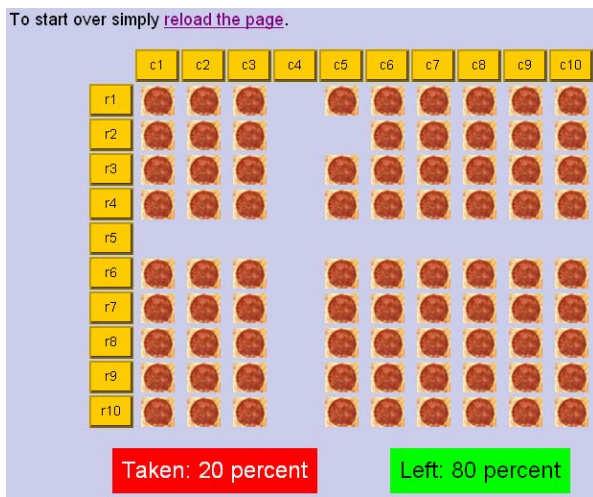 To start over simply reload the page.
c1 c2 c3 c4 c5 c6 c7 c8 c9 c10
r1
r2
r3
r4
r5
r6
r7
r8
r9
r10
Taken: 20 percent Left: 80 percent